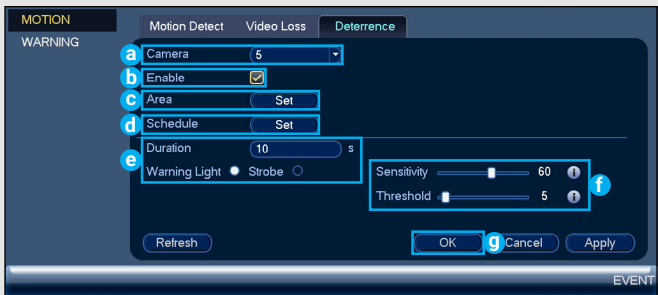 MOTION
WARNING
Motion Detect Video Loss Deterrence
a Camera 5
b Enable
c Area Set
d Schedule Set
e Duration 10 s
Warning Light Strobe
Sensitivity 60 i
Threshold 5 i
f
Refresh OK g Cancel Apply
EVENT